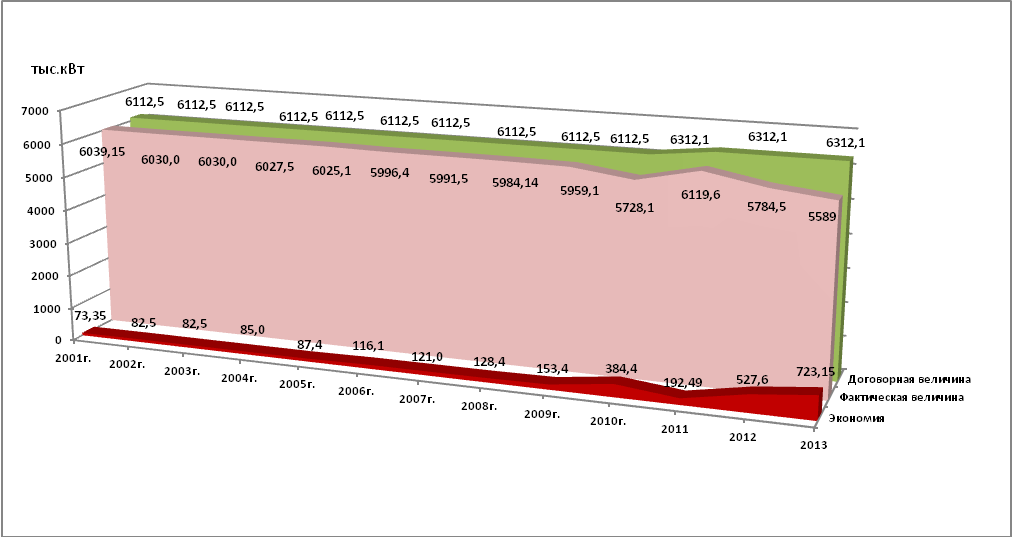 тыс.кВт
7000
6000
5000
4000
3000
2000
1000
0
6112,5 6112,5 6112,5 6112,5 6112,5 6112,5 6112,5 6112,5 6112,5 6112,5 6312,1 6312,1 6312,1
6039,15 6030,0 6030,0 6027,5 6025,1 5996,4 5991,5 5984,14 5959,1 5728,1 6119,6 5784,5 5589
73,35 82,5 82,5 85,0 87,4 116,1 121,0 128,4 153,4 384,4 192,49 527,6 723,15
2001г. 2002г. 2003г. 2004г. 2005г. 2006г. 2007г. 2008г. 2009г. 2010г. 2011 2012 2013
Договорная величина
Фактическая величина
Экономия